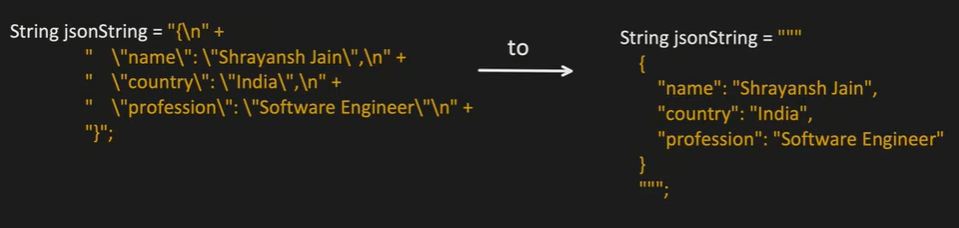 String jsonString = "{\n" +
"   \"name\": \"Shrayansh Jain\",\n" +
"   \"country\": \"India\",\n" +
"   \"profession\": \"Software Engineer\"\n" +
"}";
to
String jsonString = """
{
"name": "Shrayansh Jain",
"country": "India",
"profession": "Software Engineer"
}
""";